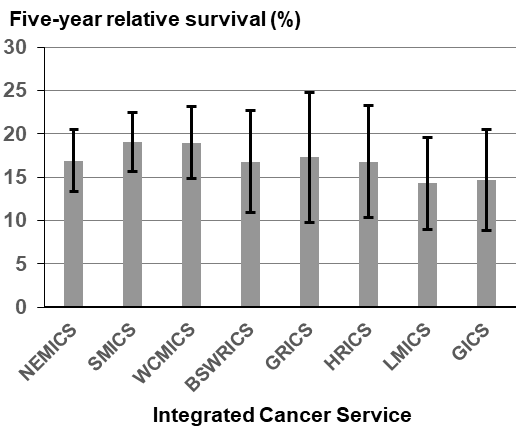 Five-year relative survival (%)
30
25
20
15
10
5
0
NEMICS
SMICS
WCMICS
BSWRICS
GRICS
HRICS
LMICS
GICS
Integrated Cancer Service